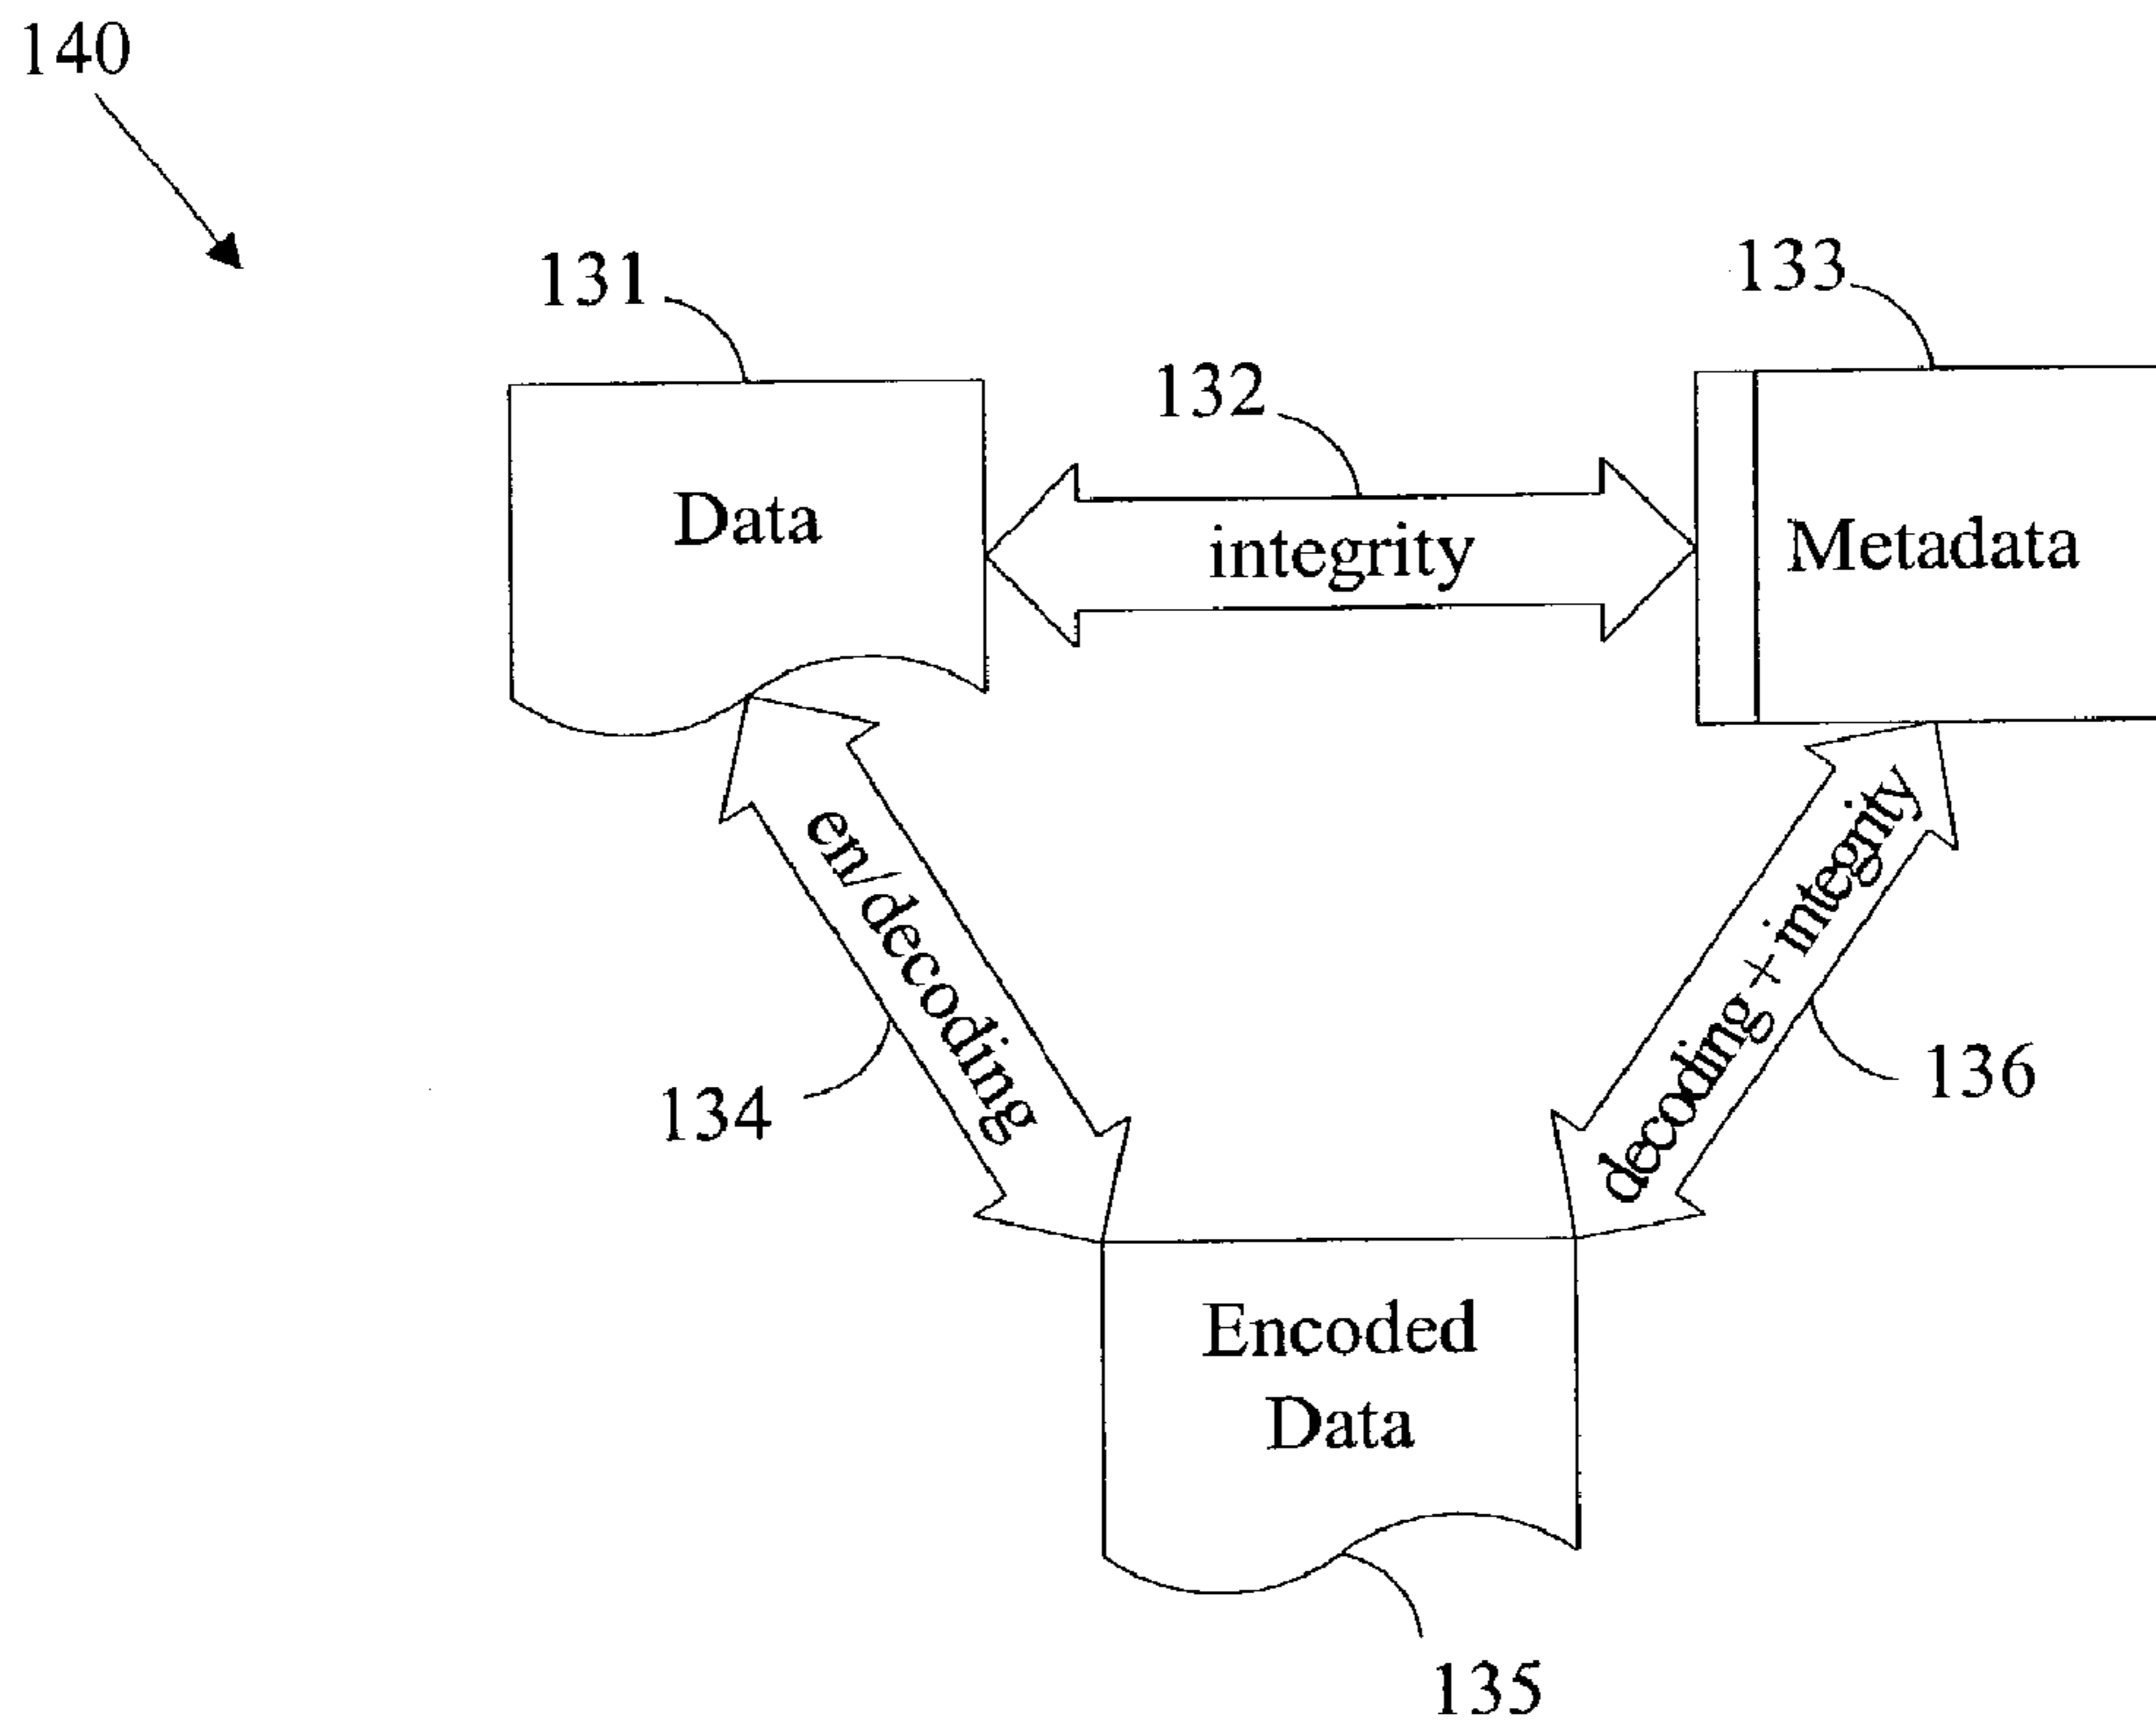 140
131
133
132
Data
integrity
Metadata
en/decoding
decoding + integrity
134
136
Encoded
Data
135